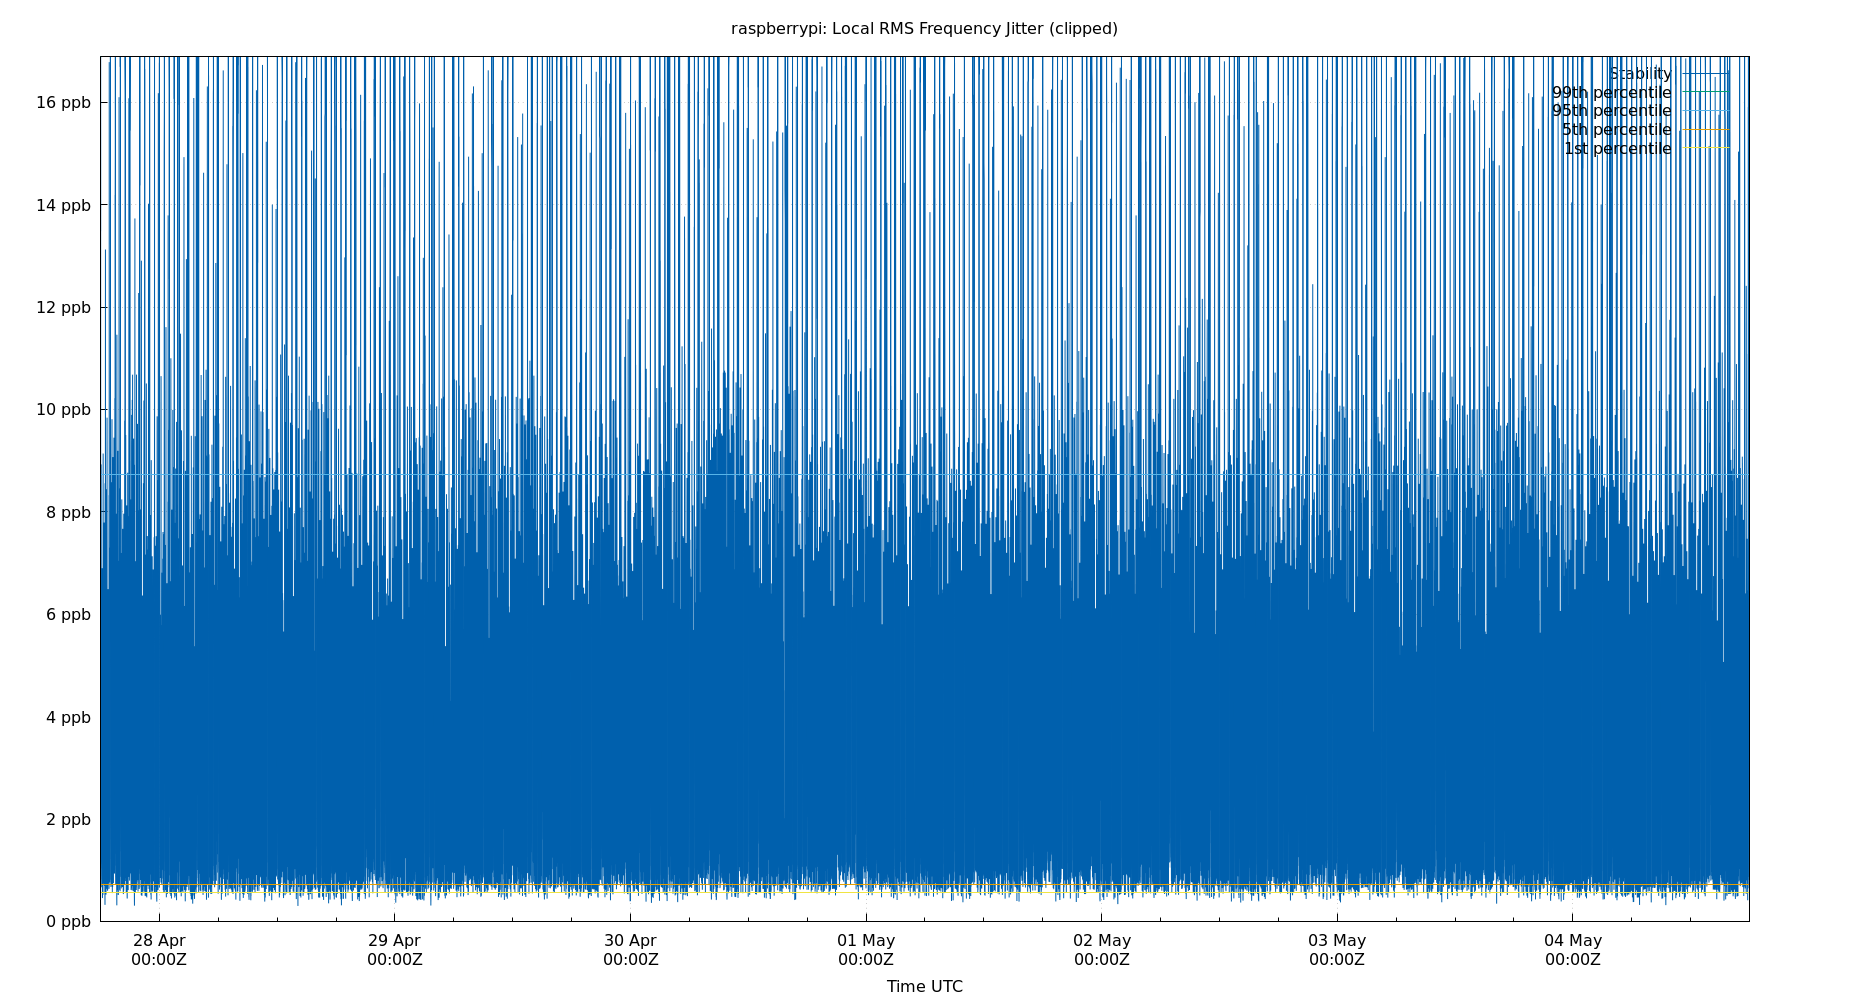 raspberrypi: Local RMS Frequency Jitter (clipped)
Stability
99th percentile
95th percentile
5th percentile
1st percentile
16 ppb
14 ppb
12 ppb
10 ppb
8 ppb
6 ppb
4 ppb
2 ppb
0 ppb
28 Apr 29 Apr 30 Apr 01 May 02 May 03 May 04 May
00:00Z 00:00Z 00:00Z 00:00Z 00:00Z 00:00Z 00:00Z
Time UTC